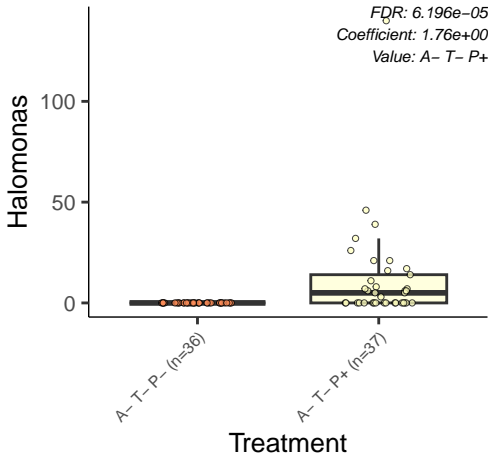 FDR: 6.196e−05
Coefficient: 1.76e+00
Value: A− T− P+
Halomonas
100
50
0
A− T− P− (n=36)
A− T− P+ (n=37)
Treatment